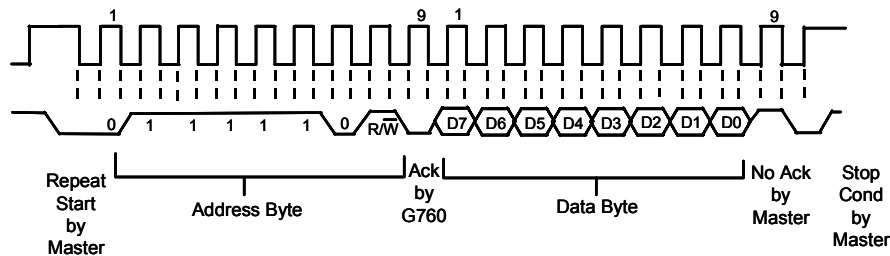 1 9 1 9
0 1 1 1 1 1 0 R/W D7 D6 D5 D4 D3 D2 D1 D0
Repeat
Start
by
Master
Address Byte
Ack
by
G760
Data Byte
No Ack
by
Master
Stop
Cond
by
Master